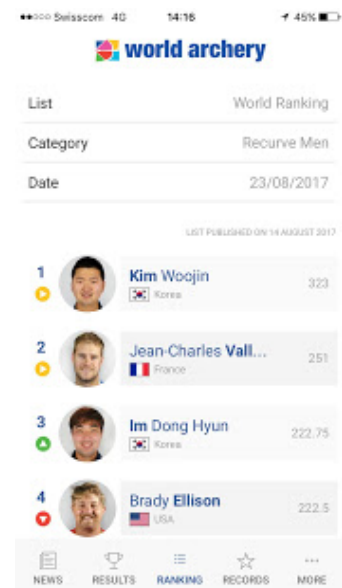 Swisscom 4G 14:16 45%
world archery
List World Ranking
Category Recurve Men
Date 23/08/2017
LIST PUBLISHED ON 14 AUGUST 2017
1 Kim Woojin 323
Korea
2 Jean-Charles Vall... 251
France
3 Im Dong Hyun 222.75
Korea
4 Brady Ellison 222.5
USA
NEWS RESULTS RANKING RECORDS MORE